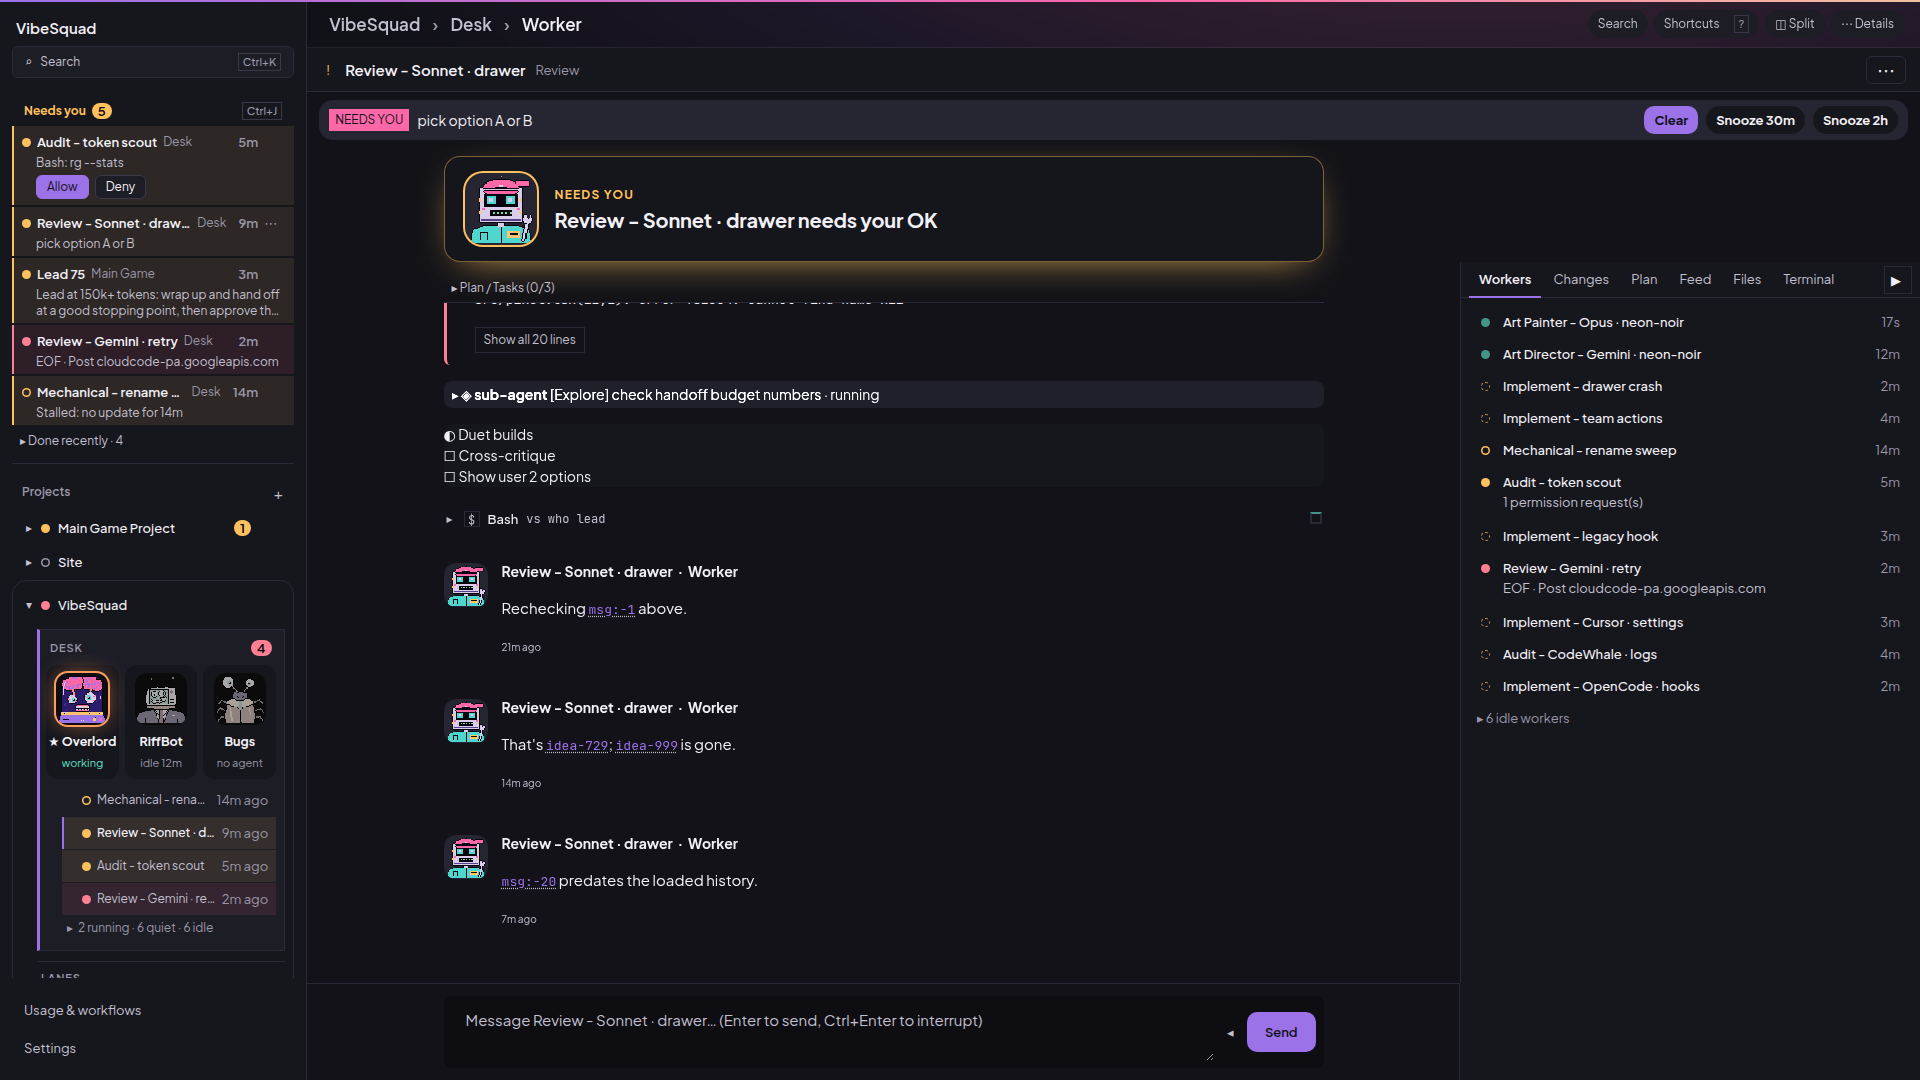 VibeSquad
Search Ctrl+K
Needs you 5 Ctrl+J
Audit – token scout Desk 5m
Bash: rg --stats
Allow Deny
Review – Sonnet · draw… Desk 9m ⋯
pick option A or B
Lead 75 Main Game 3m
Lead at 150k+ tokens: wrap up and hand off
at a good stopping point, then approve th…
Review – Gemini · retry Desk 2m
EOF · Post cloudcode-pa.googleapis.com
Mechanical – rename … Desk 14m
Stalled: no update for 14m
▸ Done recently · 4
Projects +
▸ Main Game Project 1
▸ Site
▾ VibeSquad
DESK 4
★ Overlord RiffBot Bugs
working idle 12m no agent
Mechanical – rena… 14m ago
Review – Sonnet · d… 9m ago
Audit – token scout 5m ago
Review – Gemini · re… 2m ago
▸ 2 running · 6 quiet · 6 idle
LANES
Usage & workflows
Settings
VibeSquad › Desk › Worker
Search Shortcuts ? Split ⋯ Details
! Review – Sonnet · drawer Review ⋯
NEEDS YOU pick option A or B Clear Snooze 30m Snooze 2h
NEEDS YOU
Review – Sonnet · drawer needs your OK
▸ Plan / Tasks (0/3)
Show all 20 lines
▸ ◈ sub-agent [Explore] check handoff budget numbers · running
◐ Duet builds
☐ Cross-critique
☐ Show user 2 options
▸ $ Bash vs who lead
Review – Sonnet · drawer · Worker
Rechecking msg:-1 above.
21m ago
Review – Sonnet · drawer · Worker
That's idea-729; idea-999 is gone.
14m ago
Review – Sonnet · drawer · Worker
msg:-20 predates the loaded history.
7m ago
Message Review – Sonnet · drawer… (Enter to send, Ctrl+Enter to interrupt) ◂ Send
Workers Changes Plan Feed Files Terminal ▶
Art Painter – Opus · neon-noir 17s
Art Director – Gemini · neon-noir 12m
Implement – drawer crash 2m
Implement – team actions 4m
Mechanical – rename sweep 14m
Audit – token scout 5m
1 permission request(s)
Implement – legacy hook 3m
Review – Gemini · retry 2m
EOF · Post cloudcode-pa.googleapis.com
Implement – Cursor · settings 3m
Audit – CodeWhale · logs 4m
Implement – OpenCode · hooks 2m
▸ 6 idle workers